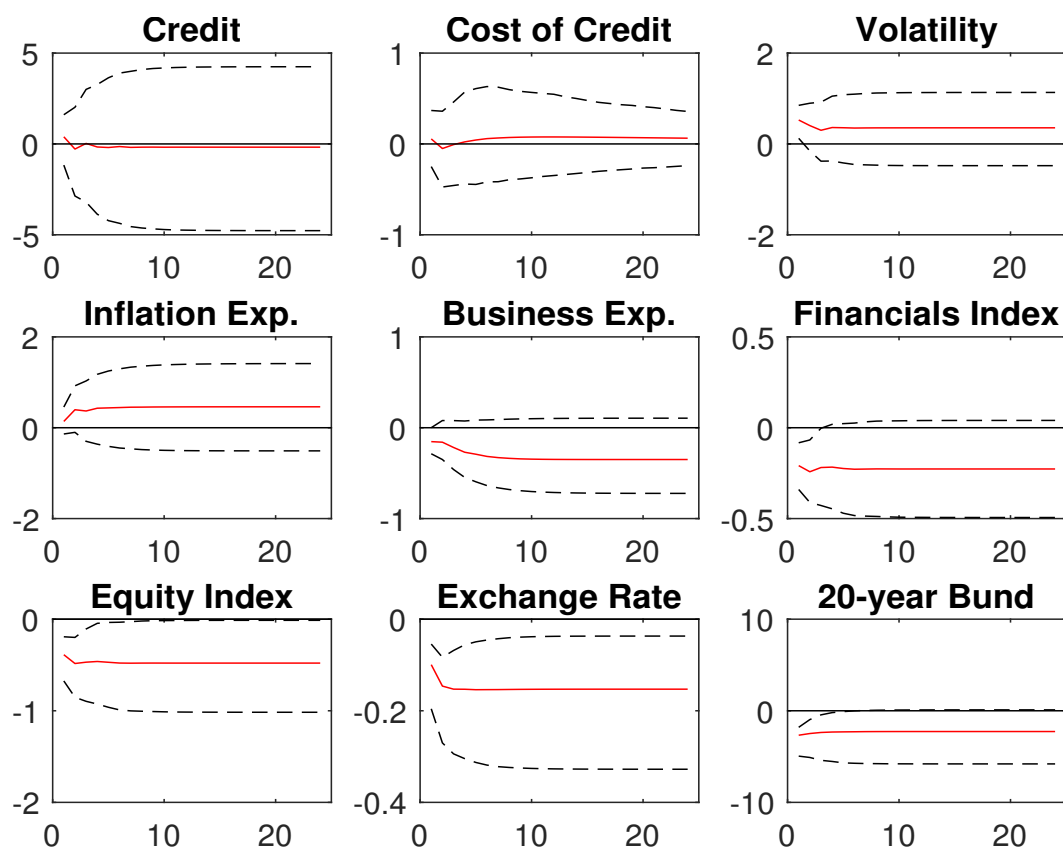 Credit
5
0
-5
0 10 20
Cost of Credit
1
0
-1
0 10 20
Volatility
2
0
-2
0 10 20
Inflation Exp.
2
0
-2
0 10 20
Business Exp.
1
0
-1
0 10 20
Financials Index
0.5
0
-0.5
0 10 20
Equity Index
0
-1
-2
0 10 20
Exchange Rate
0
-0.2
-0.4
0 10 20
20-year Bund
10
0
-10
0 10 20